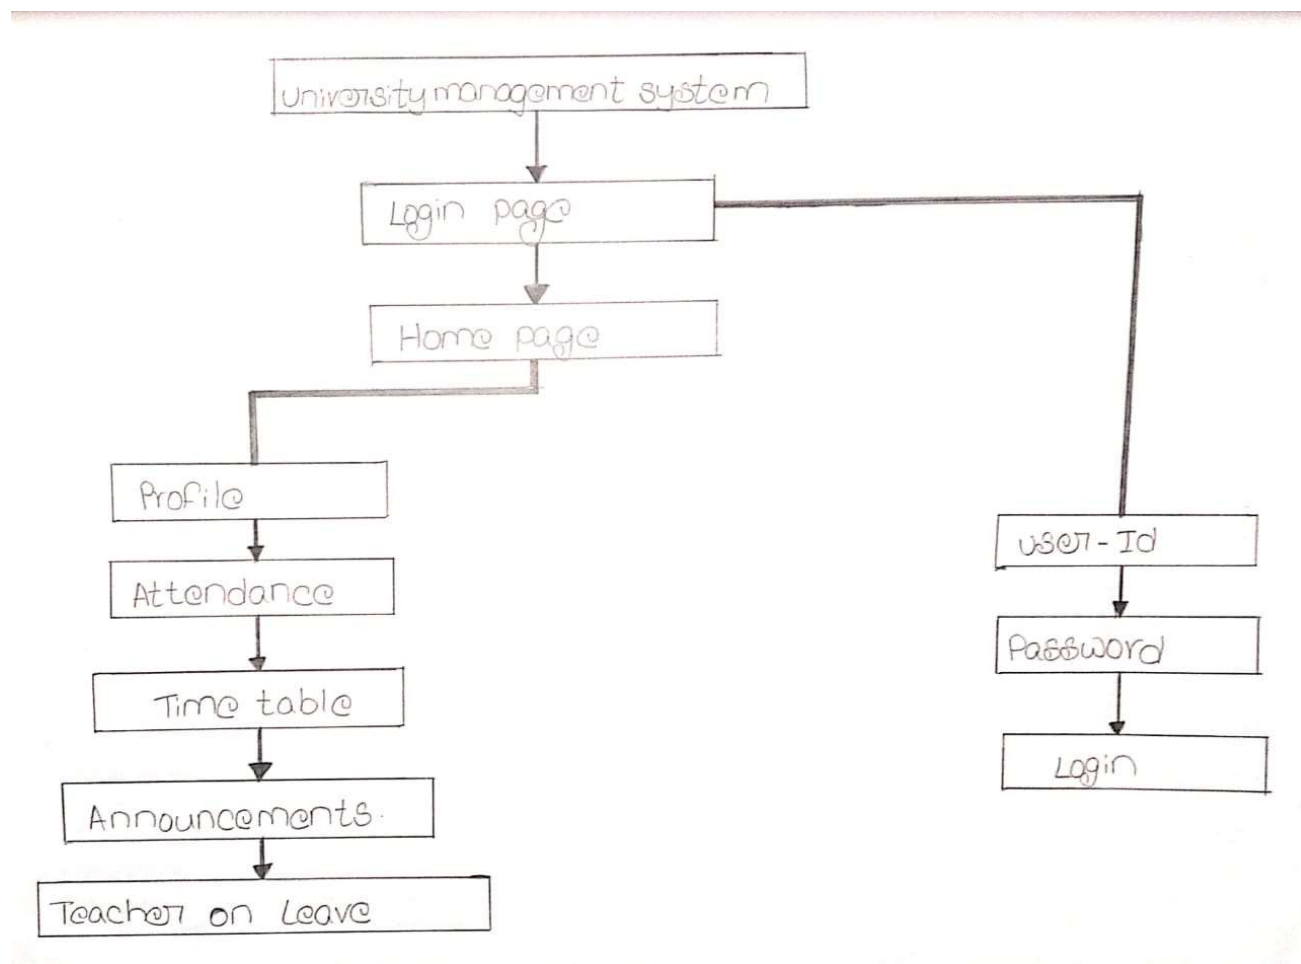 University management system
Login page
Home page
Profile
Attendance
Time table
Announcements.
Teacher on Leave
User-Id
Password
Login